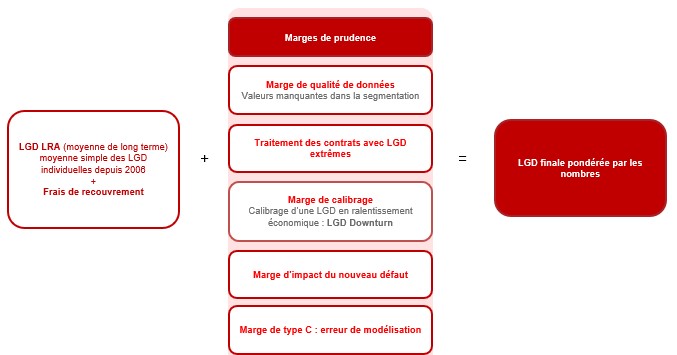 LGD LRA (moyenne de long terme)
moyenne simple des LGD
individuelles depuis 2006
+
Frais de recouvrement
+
Marges de prudence
Marge de qualité de données
Valeurs manquantes dans la segmentation
Traitement des contrats avec LGD
extrêmes
Marge de calibrage
Calibrage d'une LGD en ralentissement
économique : LGD Downturn
Marge d'impact du nouveau défaut
Marge de type C : erreur de modélisation
=
LGD finale pondérée par les
nombres